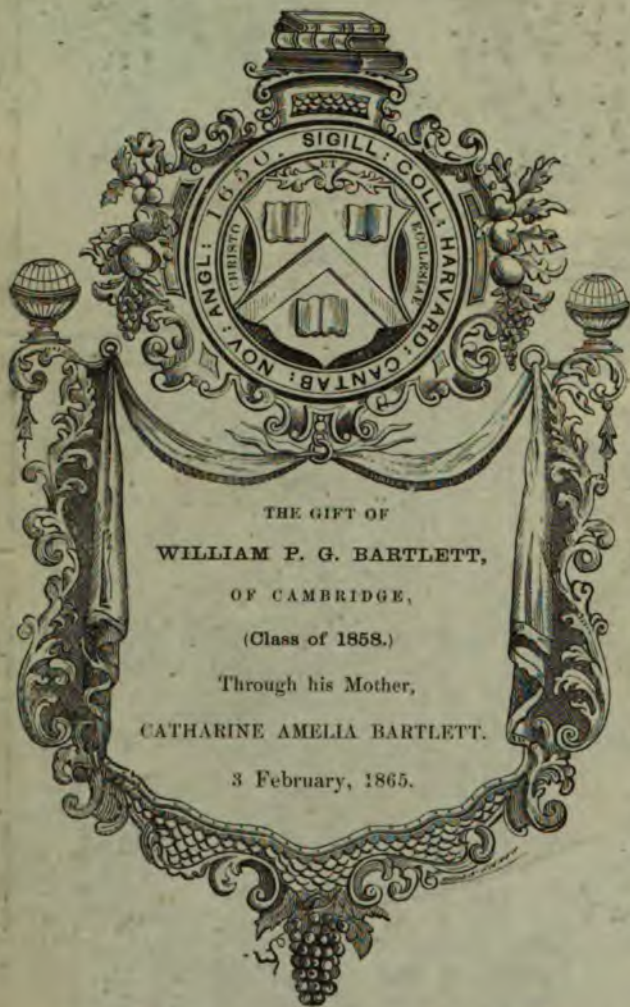 SIGILL: COLL: HARVARD: CANTAB: NOV: ANGL: 1650.
ET
CHRISTO
ECCLESIAE
THE GIFT OF
WILLIAM P. G. BARTLETT,
OF CAMBRIDGE,
(Class of 1858.)
Through his Mother,
CATHARINE AMELIA BARTLETT.
3 February, 1865.